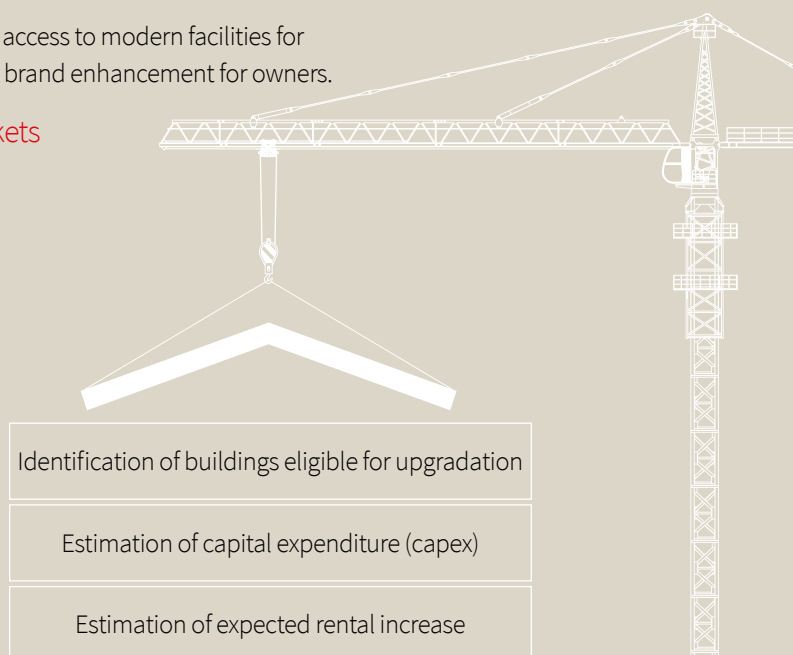 access to modern facilities for
brand enhancement for owners.
kets
Identification of buildings eligible for upgradation
Estimation of capital expenditure (capex)
Estimation of expected rental increase